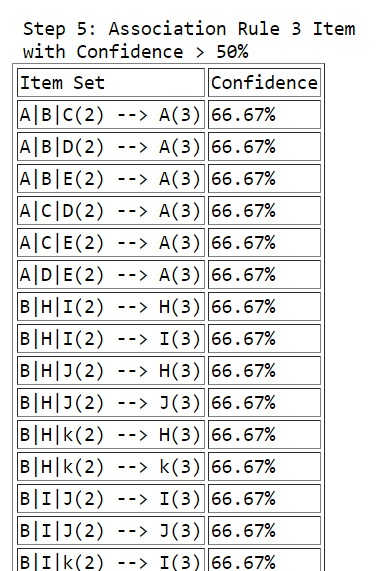 Step 5: Association Rule 3 Item
with Confidence > 50%
Item Set Confidence
A|B|C(2) --> A(3) 66.67%
A|B|D(2) --> A(3) 66.67%
A|B|E(2) --> A(3) 66.67%
A|C|D(2) --> A(3) 66.67%
A|C|E(2) --> A(3) 66.67%
A|D|E(2) --> A(3) 66.67%
B|H|I(2) --> H(3) 66.67%
B|H|I(2) --> I(3) 66.67%
B|H|J(2) --> H(3) 66.67%
B|H|J(2) --> J(3) 66.67%
B|H|k(2) --> H(3) 66.67%
B|H|k(2) --> k(3) 66.67%
B|I|J(2) --> I(3) 66.67%
B|I|J(2) --> J(3) 66.67%
B|I|k(2) --> I(3) 66.67%